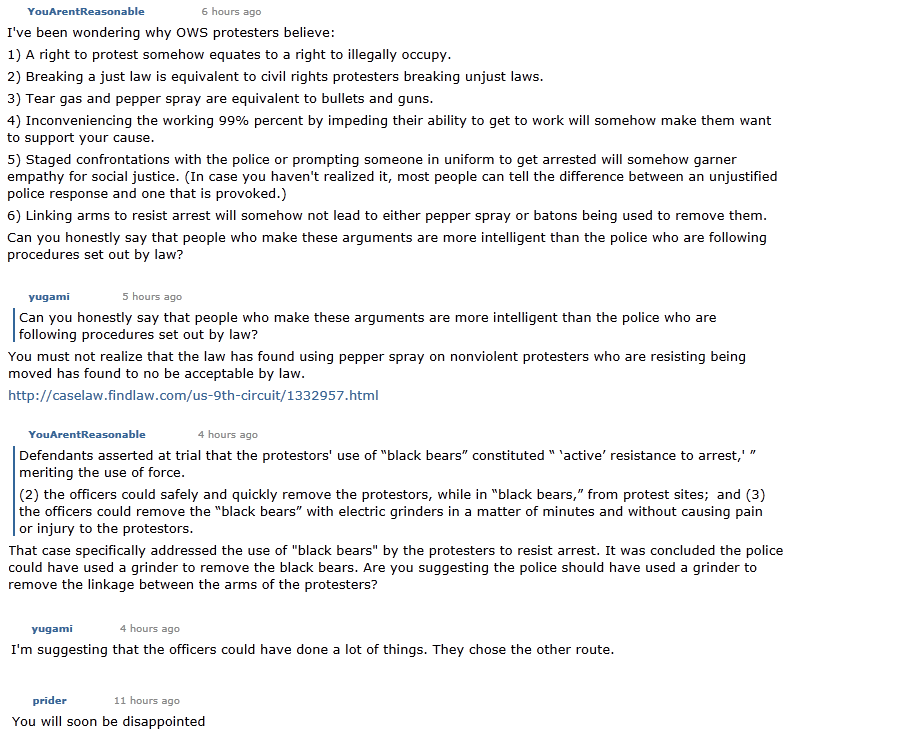 YouArentReasonable 6 hours ago
I've been wondering why OWS protesters believe:
1) A right to protest somehow equates to a right to illegally occupy.
2) Breaking a just law is equivalent to civil rights protesters breaking unjust laws.
3) Tear gas and pepper spray are equivalent to bullets and guns.
4) Inconveniencing the working 99% percent by impeding their ability to get to work will somehow make them want
to support your cause.
5) Staged confrontations with the police or prompting someone in uniform to get arrested will somehow garner
empathy for social justice. (In case you haven't realized it, most people can tell the difference between an unjustified
police response and one that is provoked.)
6) Linking arms to resist arrest will somehow not lead to either pepper spray or batons being used to remove them.
Can you honestly say that people who make these arguments are more intelligent than the police who are following
procedures set out by law?
yugami 5 hours ago
Can you honestly say that people who make these arguments are more intelligent than the police who are
following procedures set out by law?
You must not realize that the law has found using pepper spray on nonviolent protesters who are resisting being
moved has found to no be acceptable by law.
http://caselaw.findlaw.com/us-9th-circuit/1332957.html
YouArentReasonable 4 hours ago
Defendants asserted at trial that the protestors' use of “black bears” constituted “ ‘active’ resistance to arrest,' ”
meriting the use of force.
(2) the officers could safely and quickly remove the protestors, while in “black bears,” from protest sites; and (3)
the officers could remove the “black bears” with electric grinders in a matter of minutes and without causing pain
or injury to the protestors.
That case specifically addressed the use of "black bears" by the protesters to resist arrest. It was concluded the police
could have used a grinder to remove the black bears. Are you suggesting the police should have used a grinder to
remove the linkage between the arms of the protesters?
yugami 4 hours ago
I'm suggesting that the officers could have done a lot of things. They chose the other route.
prider 11 hours ago
You will soon be disappointed